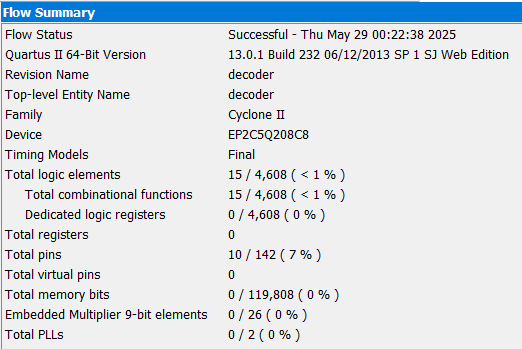 Flow Summary
Flow Status Successful - Thu May 29 00:22:38 2025
Quartus II 64-Bit Version 13.0.1 Build 232 06/12/2013 SP 1 SJ Web Edition
Revision Name decoder
Top-level Entity Name decoder
Family Cyclone II
Device EP2C5Q208C8
Timing Models Final
Total logic elements 15 / 4,608 ( < 1 % )
Total combinational functions 15 / 4,608 ( < 1 % )
Dedicated logic registers 0 / 4,608 ( 0 % )
Total registers 0
Total pins 10 / 142 ( 7 % )
Total virtual pins 0
Total memory bits 0 / 119,808 ( 0 % )
Embedded Multiplier 9-bit elements 0 / 26 ( 0 % )
Total PLLs 0 / 2 ( 0 % )